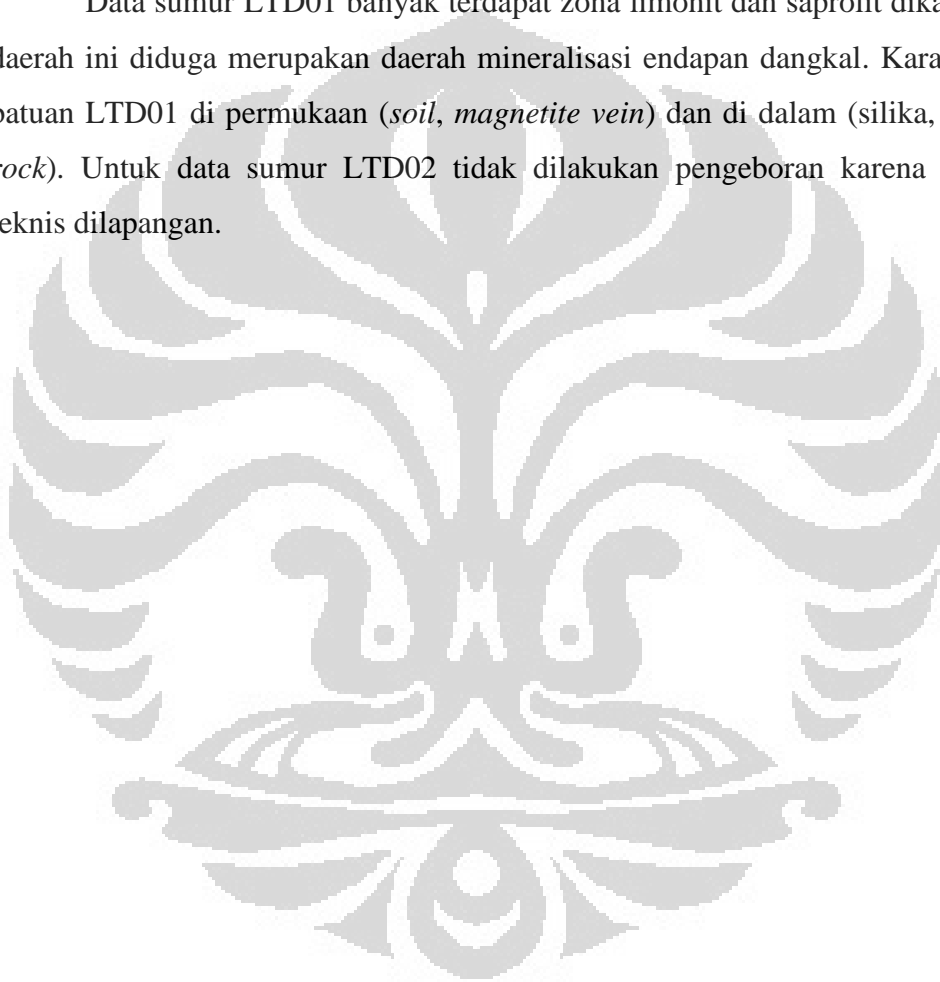 Data sumur LTD01 banyak terdapat zona limonit dan saprolit dika
daerah ini diduga merupakan daerah mineralisasi endapan dangkal. Kara
batuan LTD01 di permukaan (soil, magnetite vein) dan di dalam (silika,
rock). Untuk data sumur LTD02 tidak dilakukan pengeboran karena
eknis dilapangan.